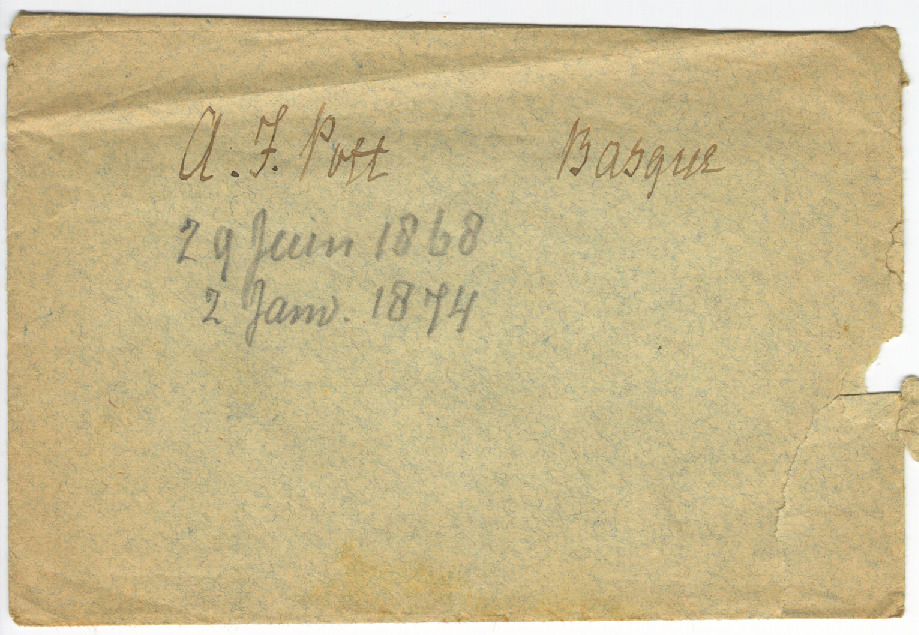 A. F. Pott Basque
29 Juin 1868
2 Janv. 1874